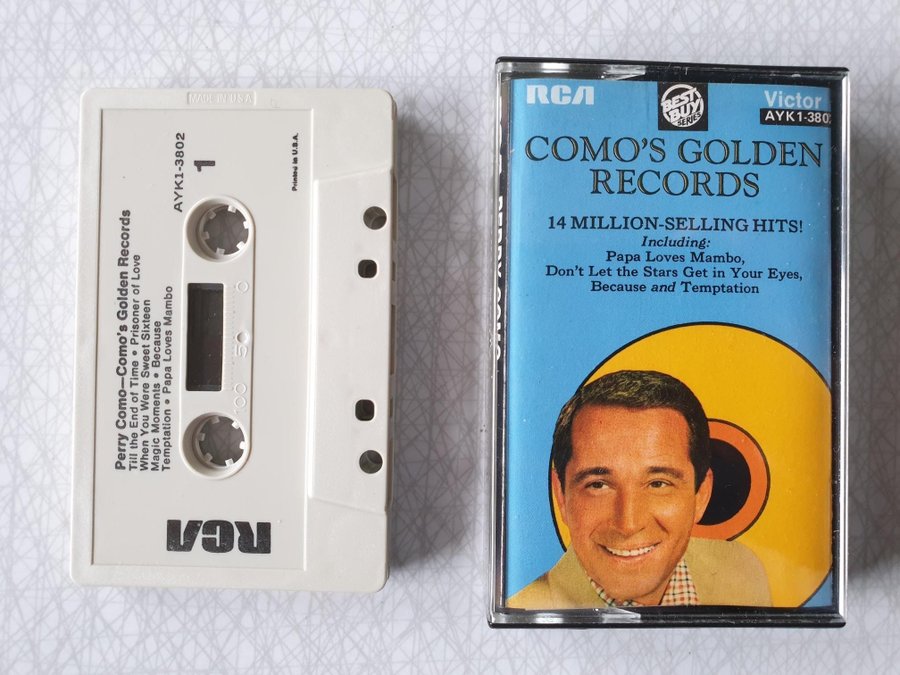 MADE IN U.S.A.
AYK1-3802
1
Printed in U.S.A.
Perry Como—Como's Golden Records
Till the End of Time • Prisoner of Love
When You Were Sweet Sixteen
Magic Moments • Because
Temptation • Papa Loves Mambo
0
50
100
RCA
RCA
BEST
BUY
SERIES
Victor
AYK1-3802
COMO'S GOLDEN
RECORDS
14 MILLION-SELLING HITS!
Including:
Papa Loves Mambo,
Don't Let the Stars Get in Your Eyes,
Because and Temptation